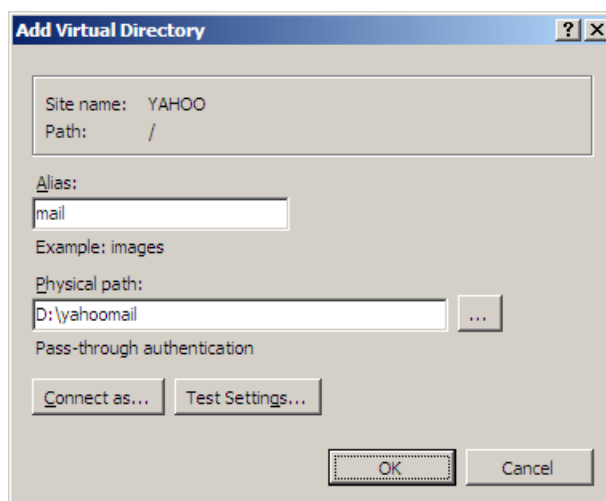 Add Virtual Directory
Site name: YAHOO
Path: /
Alias:
mail
Example: images
Physical path:
D:\yahoomail
...
Pass-through authentication
Connect as... Test Settings...
OK Cancel